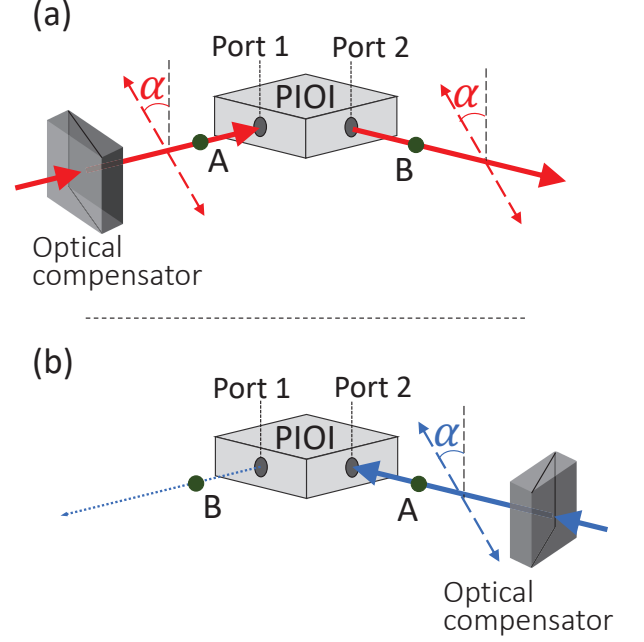 (a)
Port 1 Port 2
PIOI
α
α
A
B
Optical
compensator
(b)
Port 1 Port 2
PIOI
α
B
A
Optical
compensator